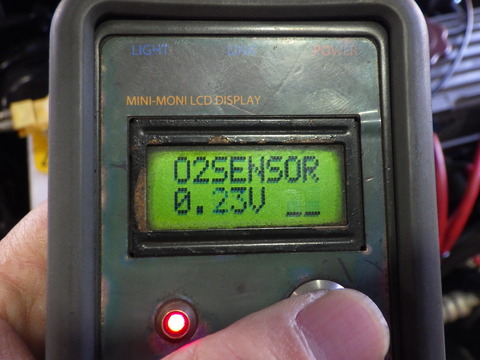 LIGHT POWER
MINI-MONI LCD DISPLAY
O2SENSOR
0.23V